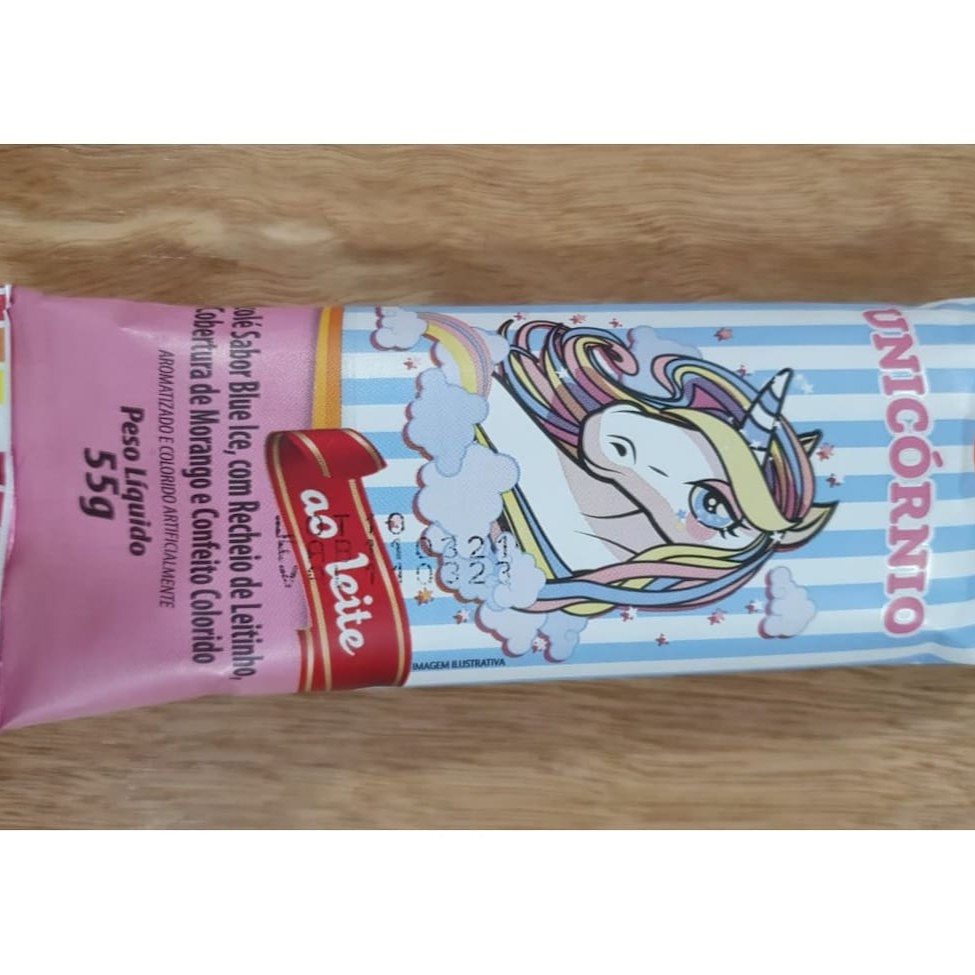 UNICÓRNIO
IMAGEM ILUSTRATIVA
ao leite
olé Sabor Blue Ice, com Recheio de Leitinho,
Cobertura de Morango e Confeito Colorido
AROMATIZADO E COLORIDO ARTIFICIALMENTE
Peso Líquido
55g